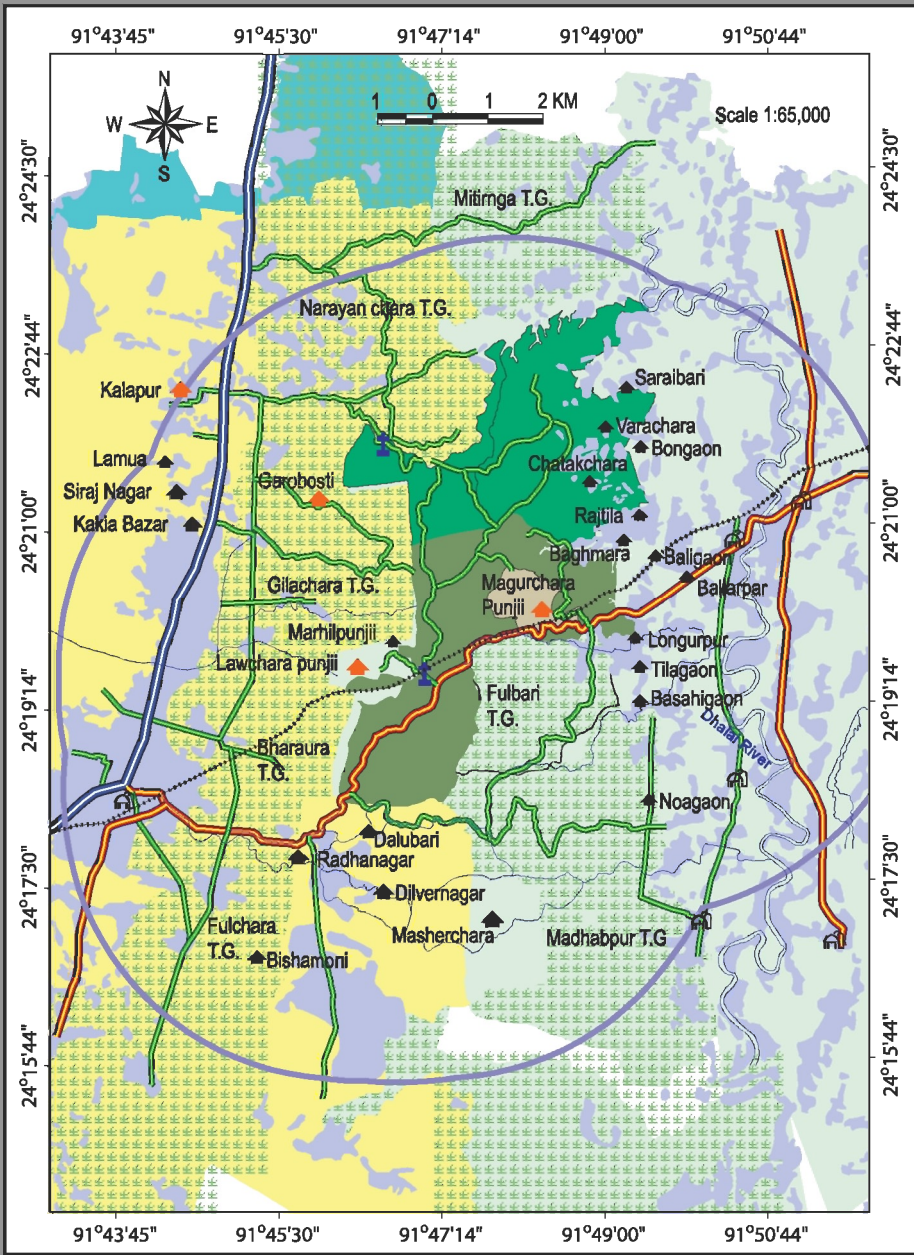 91°43'45"
91°45'30"
91°47'14"
91°49'00"
91°50'44"
N
W
E
S
1 0 1 2 KM
Scale 1:65,000
24°24'30"
24°24'30"
Mitirnga T.G.
Narayan chara T.G.
24°22'44"
24°22'44"
Kalapur
Saraibari
Varachara
Bongaon
Lamua
Chatakchara
Siraj Nagar
Garobosti
Kakia Bazar
Rajtila
24°21'00"
24°21'00"
Baghmara
Baligaon
Gilachara T.G.
Magurchara
Punjii
Ballarpar
Marhilpunjii
Longurpur
Lawchara punjii
Tilagaon
24°19'14"
24°19'14"
Fulbari
T.G.
Basahigaon
Dhalai River
Bharaura
T.G.
Noagaon
Dalubari
Radhanagar
24°17'30"
24°17'30"
Dilvernagar
Fulchara
T.G.
Masherchara
Madhabpur T.G
Bishamoni
24°15'44"
24°15'44"
91°43'45"
91°45'30"
91°47'14"
91°49'00"
91°50'44"